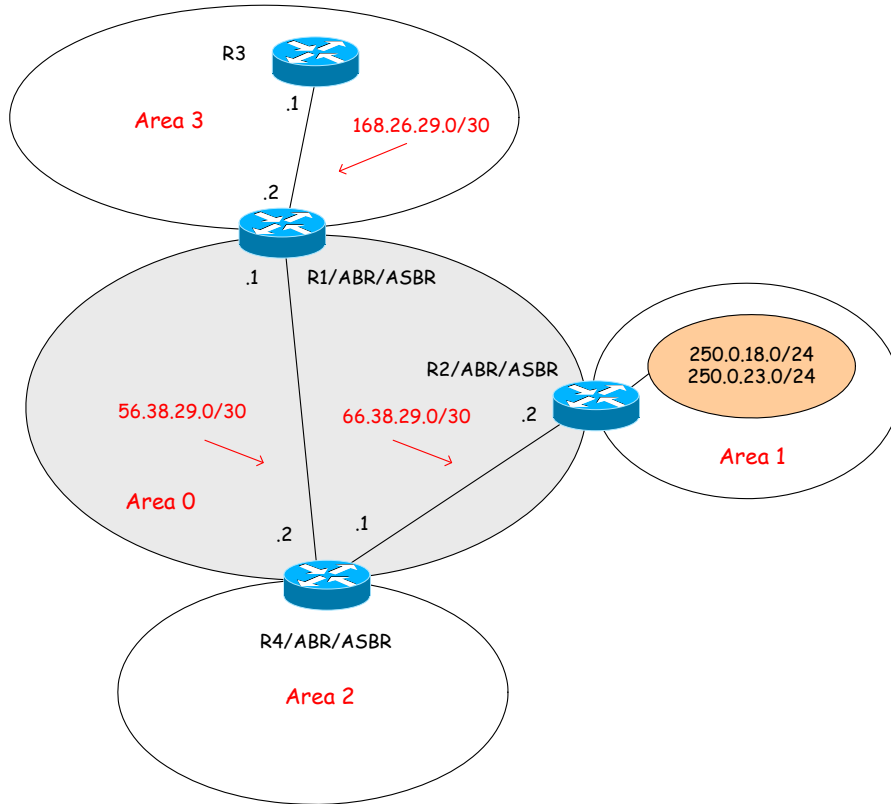 R3
.1
Area 3
168.26.29.0/30
.2
.1
R1/ABR/ASBR
250.0.18.0/24
250.0.23.0/24
R2/ABR/ASBR
56.38.29.0/30
66.38.29.0/30
.2
Area 1
Area 0
.2
.1
R4/ABR/ASBR
Area 2